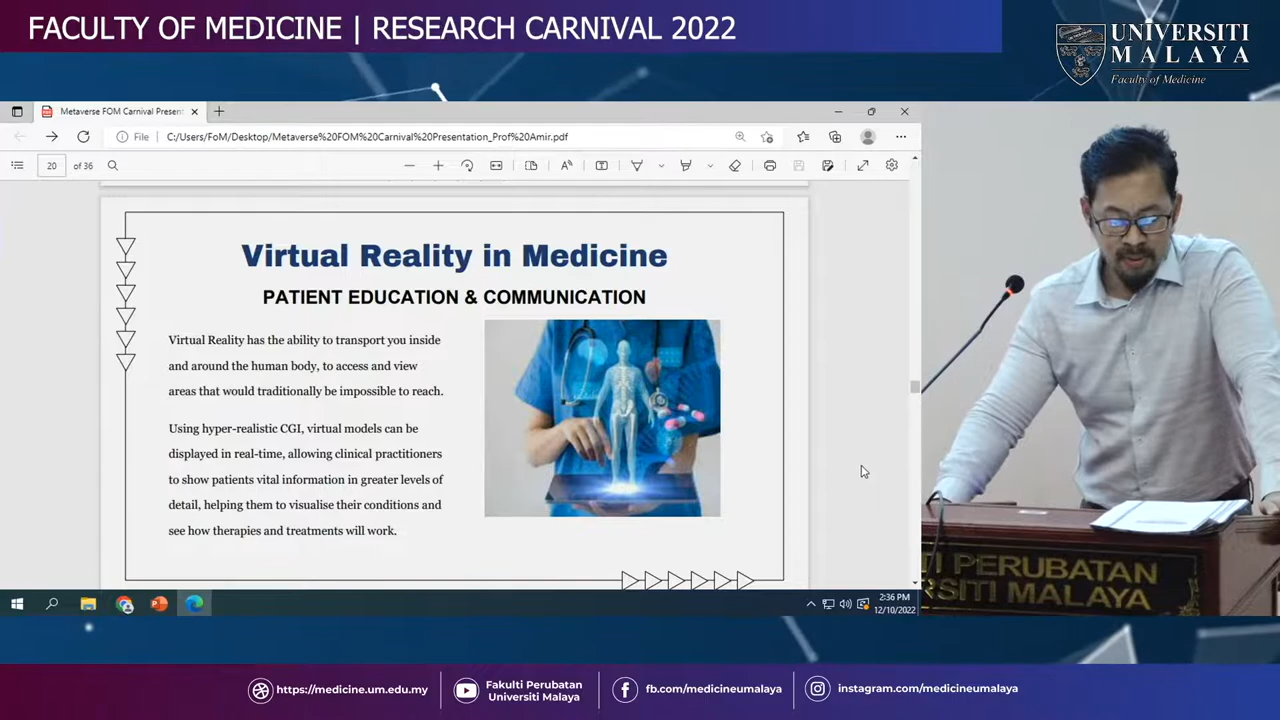 FACULTY OF MEDICINE | RESEARCH CARNIVAL 2022
UNIVERSITI
MALAYA
Faculty of Medicine
Metaverse FOM Carnival Present
File
C:/Users/FoM/Desktop/Metaverse%20FOM%20Carnival%20Presentation_Prof%20Amir.pdf
20 of 36
Virtual Reality in Medicine
PATIENT EDUCATION & COMMUNICATION
Virtual Reality has the ability to transport you inside
and around the human body, to access and view
areas that would traditionally be impossible to reach.
Using hyper-realistic CGI, virtual models can be
displayed in real-time, allowing clinical practitioners
to show patients vital information in greater levels of
detail, helping them to visualise their conditions and
see how therapies and treatments will work.
TI PERUBATAN
ERSITI MALAYA
2:36 PM
12/10/2022
https://medicine.um.edu.my
Fakulti Perubatan
Universiti Malaya
fb.com/medicineumalaya
instagram.com/medicineumalaya